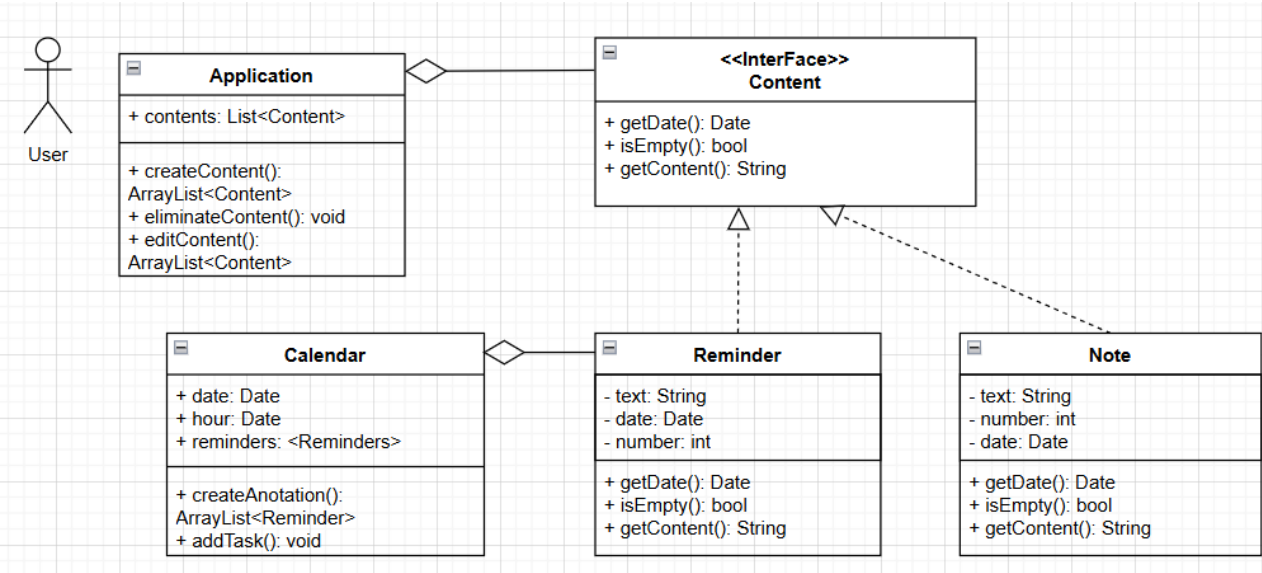 User
Application
+ contents: List<Content>
+ createContent():
ArrayList<Content>
+ eliminateContent(): void
+ editContent():
ArrayList<Content>
<<InterFace>>
Content
+ getDate(): Date
+ isEmpty(): bool
+ getContent(): String
Calendar
+ date: Date
+ hour: Date
+ reminders: <Reminders>
+ createAnotation():
ArrayList<Reminder>
+ addTask(): void
Reminder
- text: String
- date: Date
- number: int
+ getDate(): Date
+ isEmpty(): bool
+ getContent(): String
Note
- text: String
- number: int
- date: Date
+ getDate(): Date
+ isEmpty(): bool
+ getContent(): String